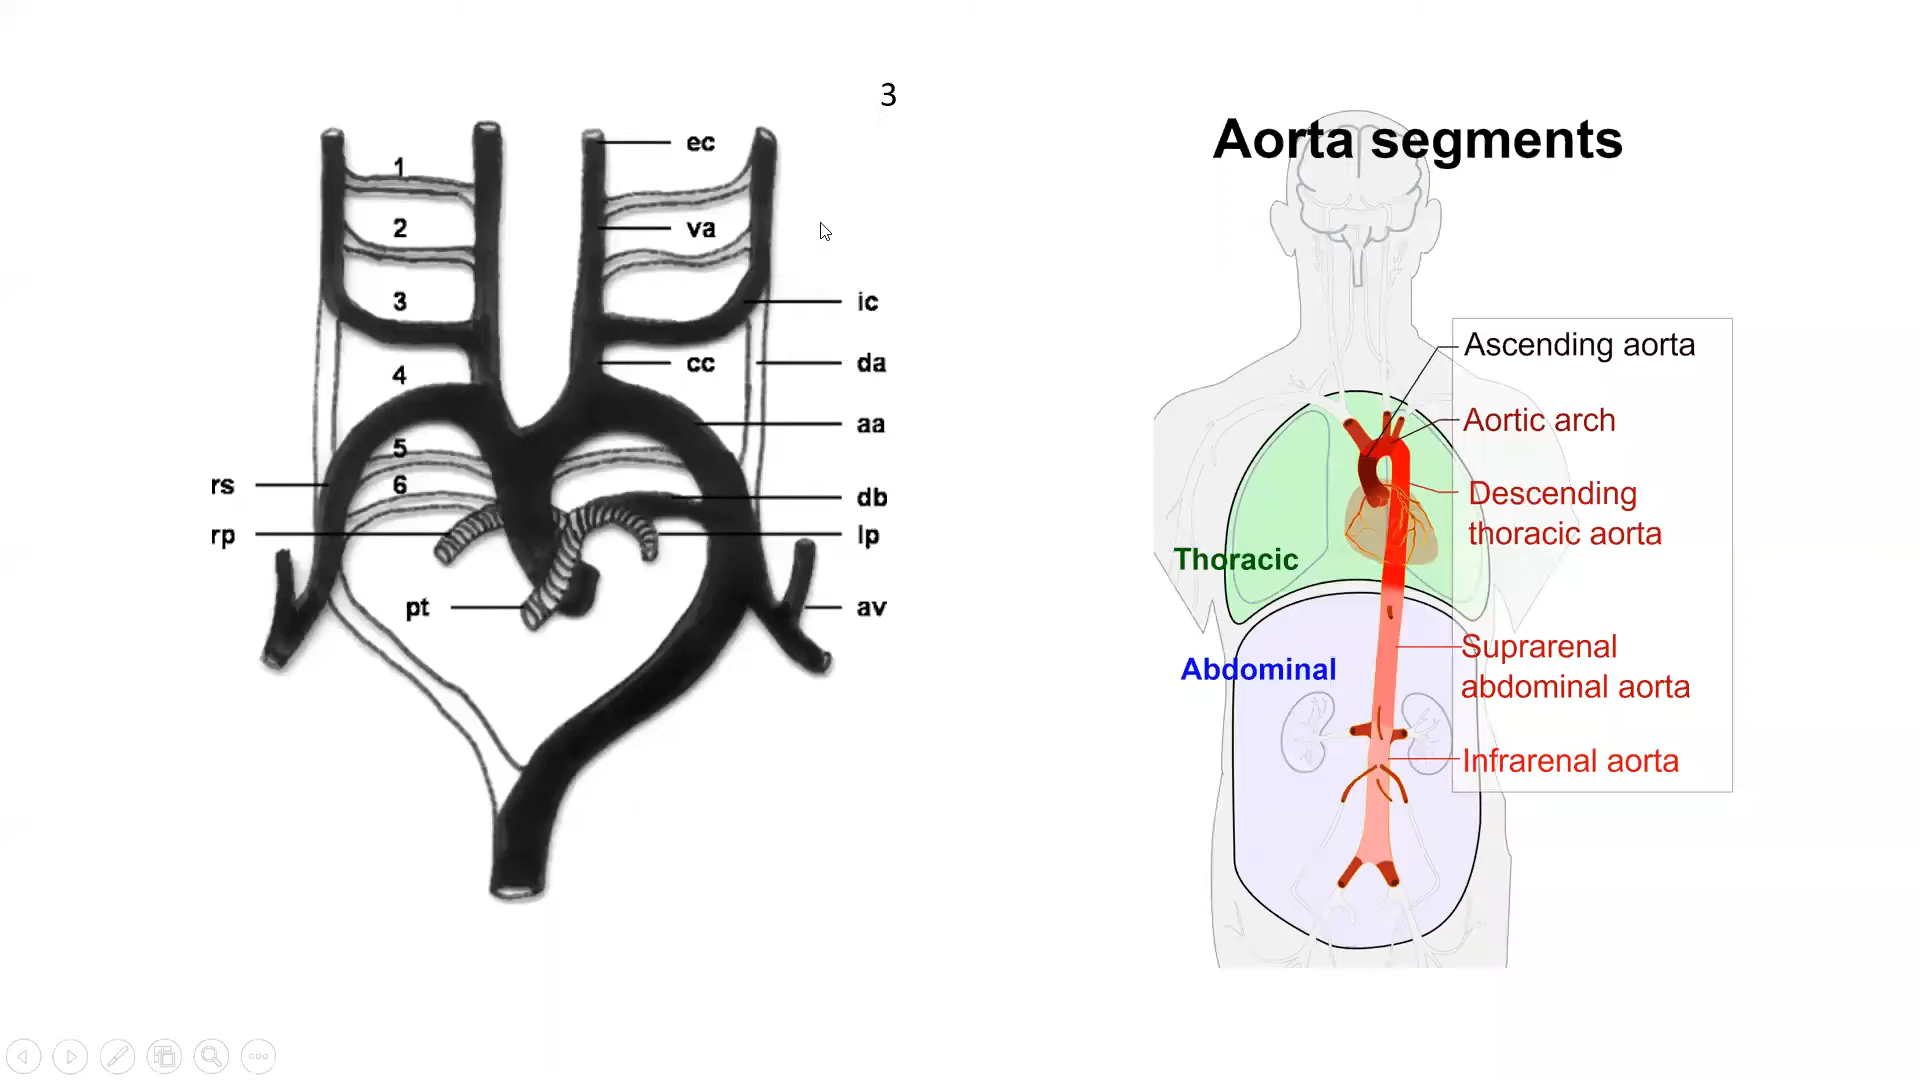 3
ec
1
2
va
3
ic
4
cc
da
aa
5
rs
6
db
rp
lp
pt
av
Aorta segments
Ascending aorta
Aortic arch
Descending
thoracic aorta
Thoracic
Suprarenal
abdominal aorta
Abdominal
Infrarenal aorta